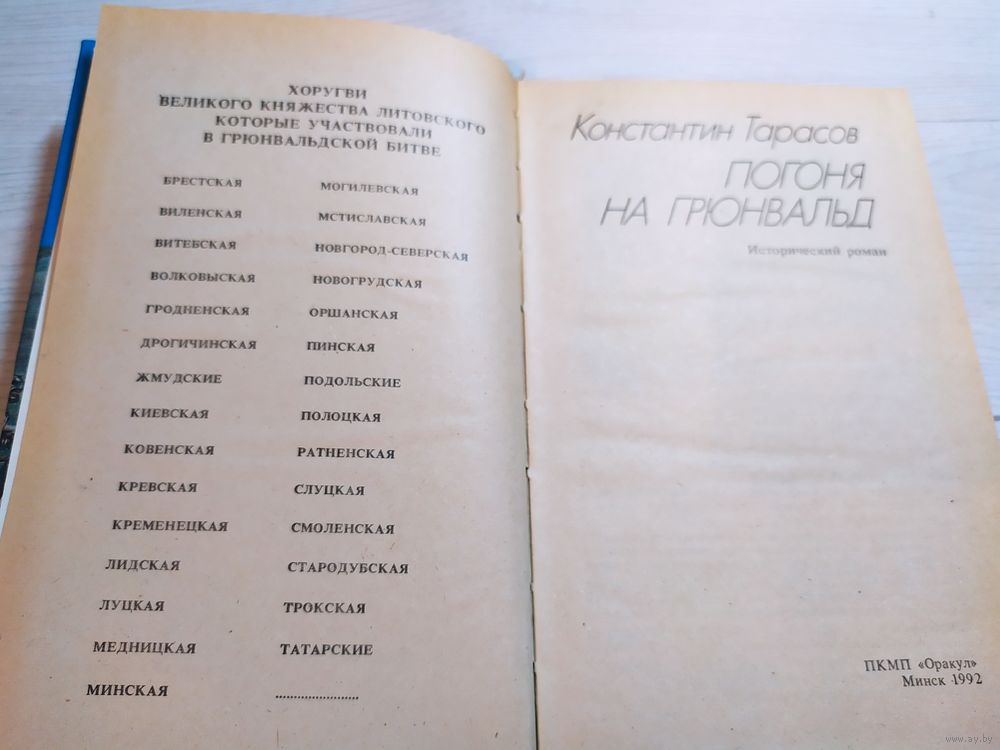 ХОРУГВИ
ВЕЛИКОГО КНЯЖЕСТВА ЛИТОВСКОГО
КОТОРЫЕ УЧАСТВОВАЛИ
В ГРЮНВАЛЬДСКОЙ БИТВЕ
БРЕСТСКАЯ
ВИЛЕНСКАЯ
ВИТЕБСКАЯ
ВОЛКОВЫСКАЯ
ГРОДНЕНСКАЯ
ДРОГИЧИНСКАЯ
ЖМУДСКИЕ
КИЕВСКАЯ
КОВЕНСКАЯ
КРЕВСКАЯ
КРЕМЕНЕЦКАЯ
ЛИДСКАЯ
ЛУЦКАЯ
МЕДНИЦКАЯ
МИНСКАЯ
МОГИЛЕВСКАЯ
МСТИСЛАВСКАЯ
НОВГОРОД-СЕВЕРСКАЯ
НОВОГРУДСКАЯ
ОРШАНСКАЯ
ПИНСКАЯ
ПОДОЛЬСКИЕ
ПОЛОЦКАЯ
РАТНЕНСКАЯ
СЛУЦКАЯ
СМОЛЕНСКАЯ
СТАРОДУБСКАЯ
ТРОКСКАЯ
ТАТАРСКИЕ
........................
Константин Тарасов
ПОГОНЯ
НА ГРЮНВАЛЬД
Исторический роман
ПКМП «Оракул»
Минск 1992
www.ay.by